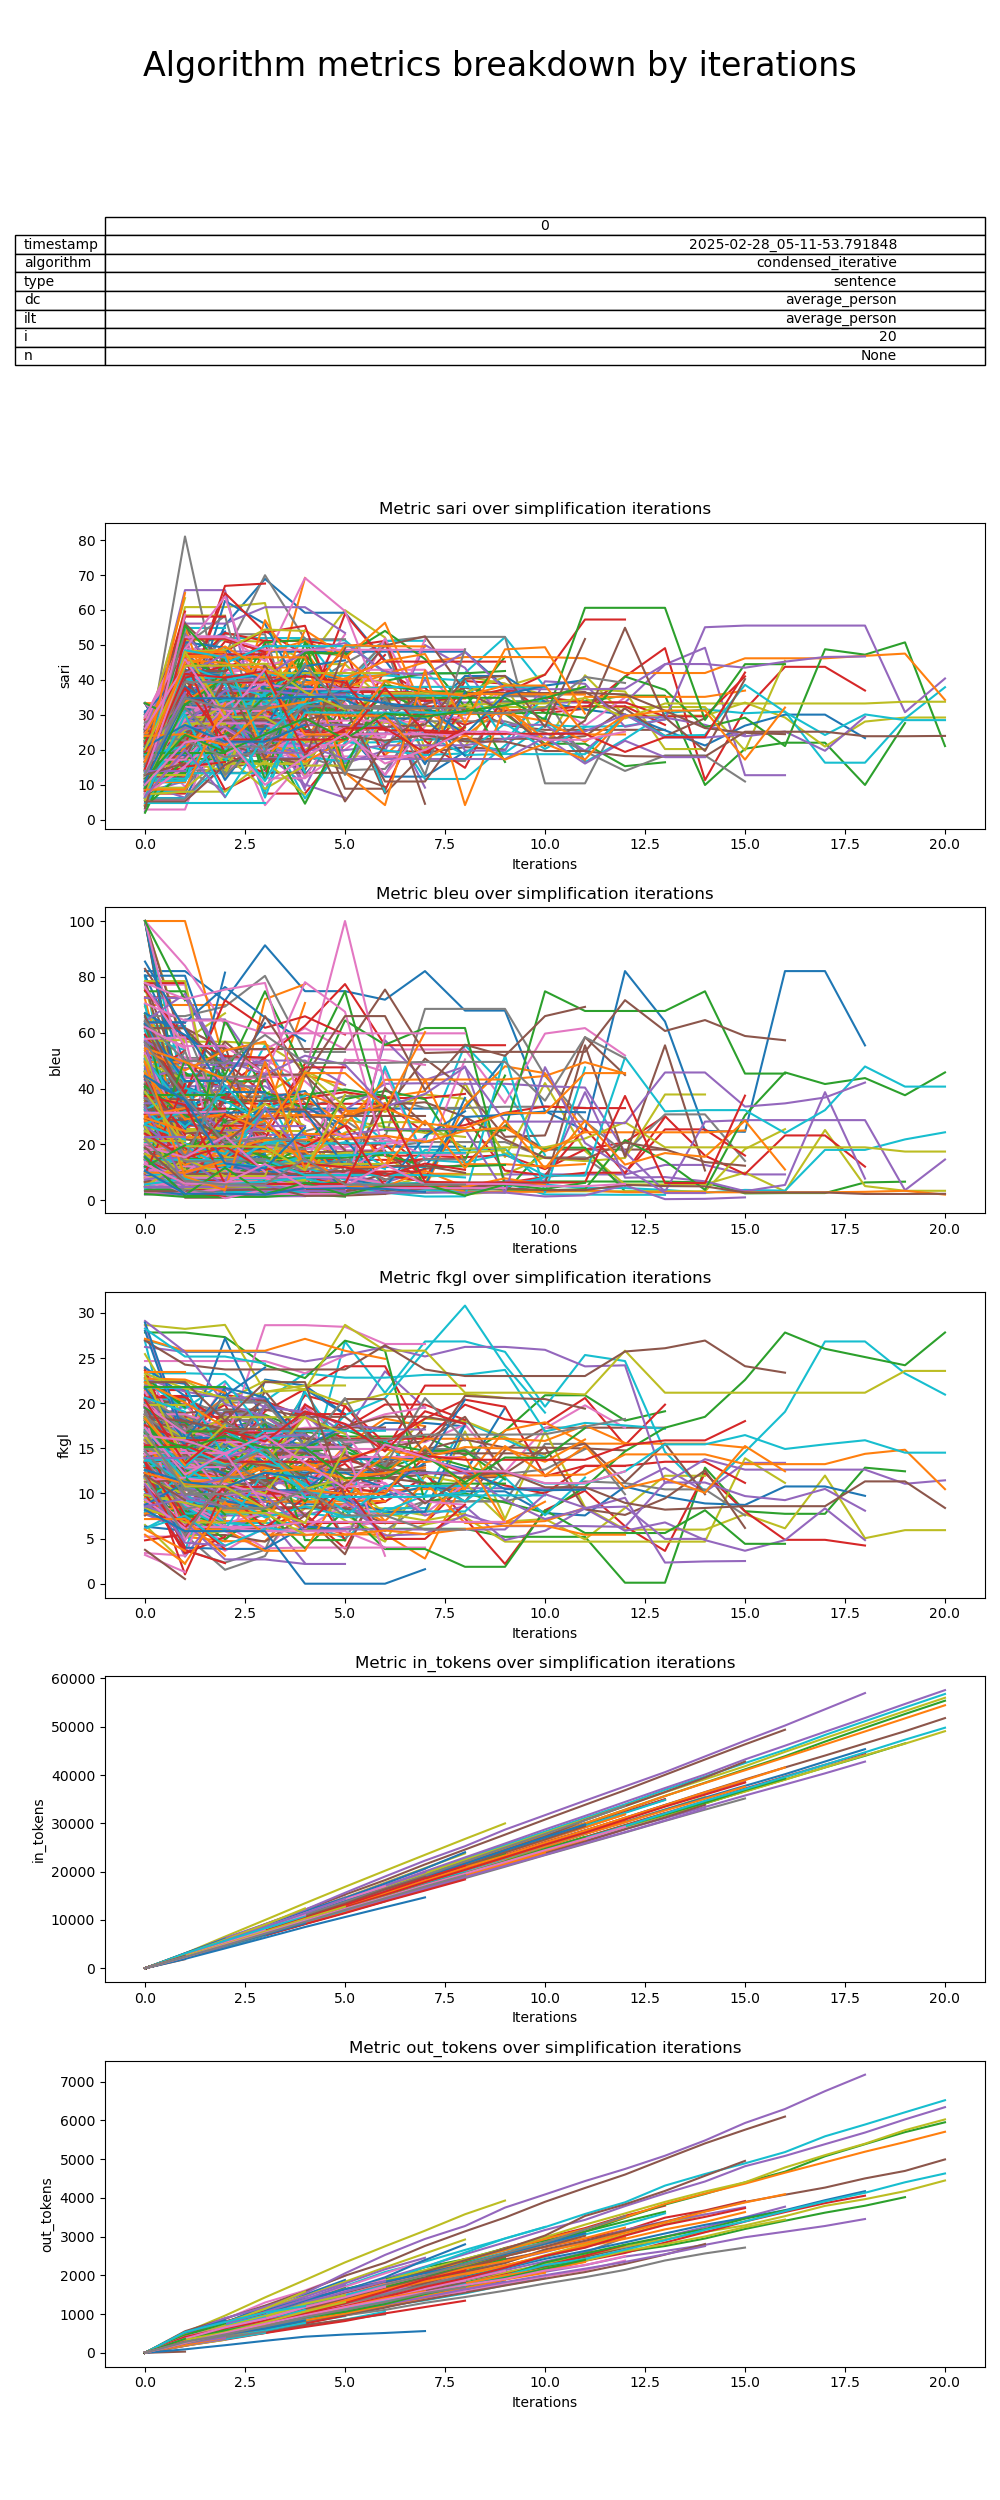 Algorithm metrics breakdown by iterations
0
timestamp 2025-02-28_05-11-53.791848
algorithm condensed_iterative
type sentence
dc average_person
ilt average_person
i 20
n None
Metric sari over simplification iterations
80
70
60
50
40
30
20
10
0
sari
0.0 2.5 5.0 7.5 10.0 12.5 15.0 17.5 20.0
Iterations
Metric bleu over simplification iterations
100
80
60
40
20
0
bleu
0.0 2.5 5.0 7.5 10.0 12.5 15.0 17.5 20.0
Iterations
Metric fkgl over simplification iterations
30
25
20
15
10
5
0
fkgl
0.0 2.5 5.0 7.5 10.0 12.5 15.0 17.5 20.0
Iterations
Metric in_tokens over simplification iterations
60000
50000
40000
30000
20000
10000
0
in_tokens
0.0 2.5 5.0 7.5 10.0 12.5 15.0 17.5 20.0
Iterations
Metric out_tokens over simplification iterations
7000
6000
5000
4000
3000
2000
1000
0
out_tokens
0.0 2.5 5.0 7.5 10.0 12.5 15.0 17.5 20.0
Iterations